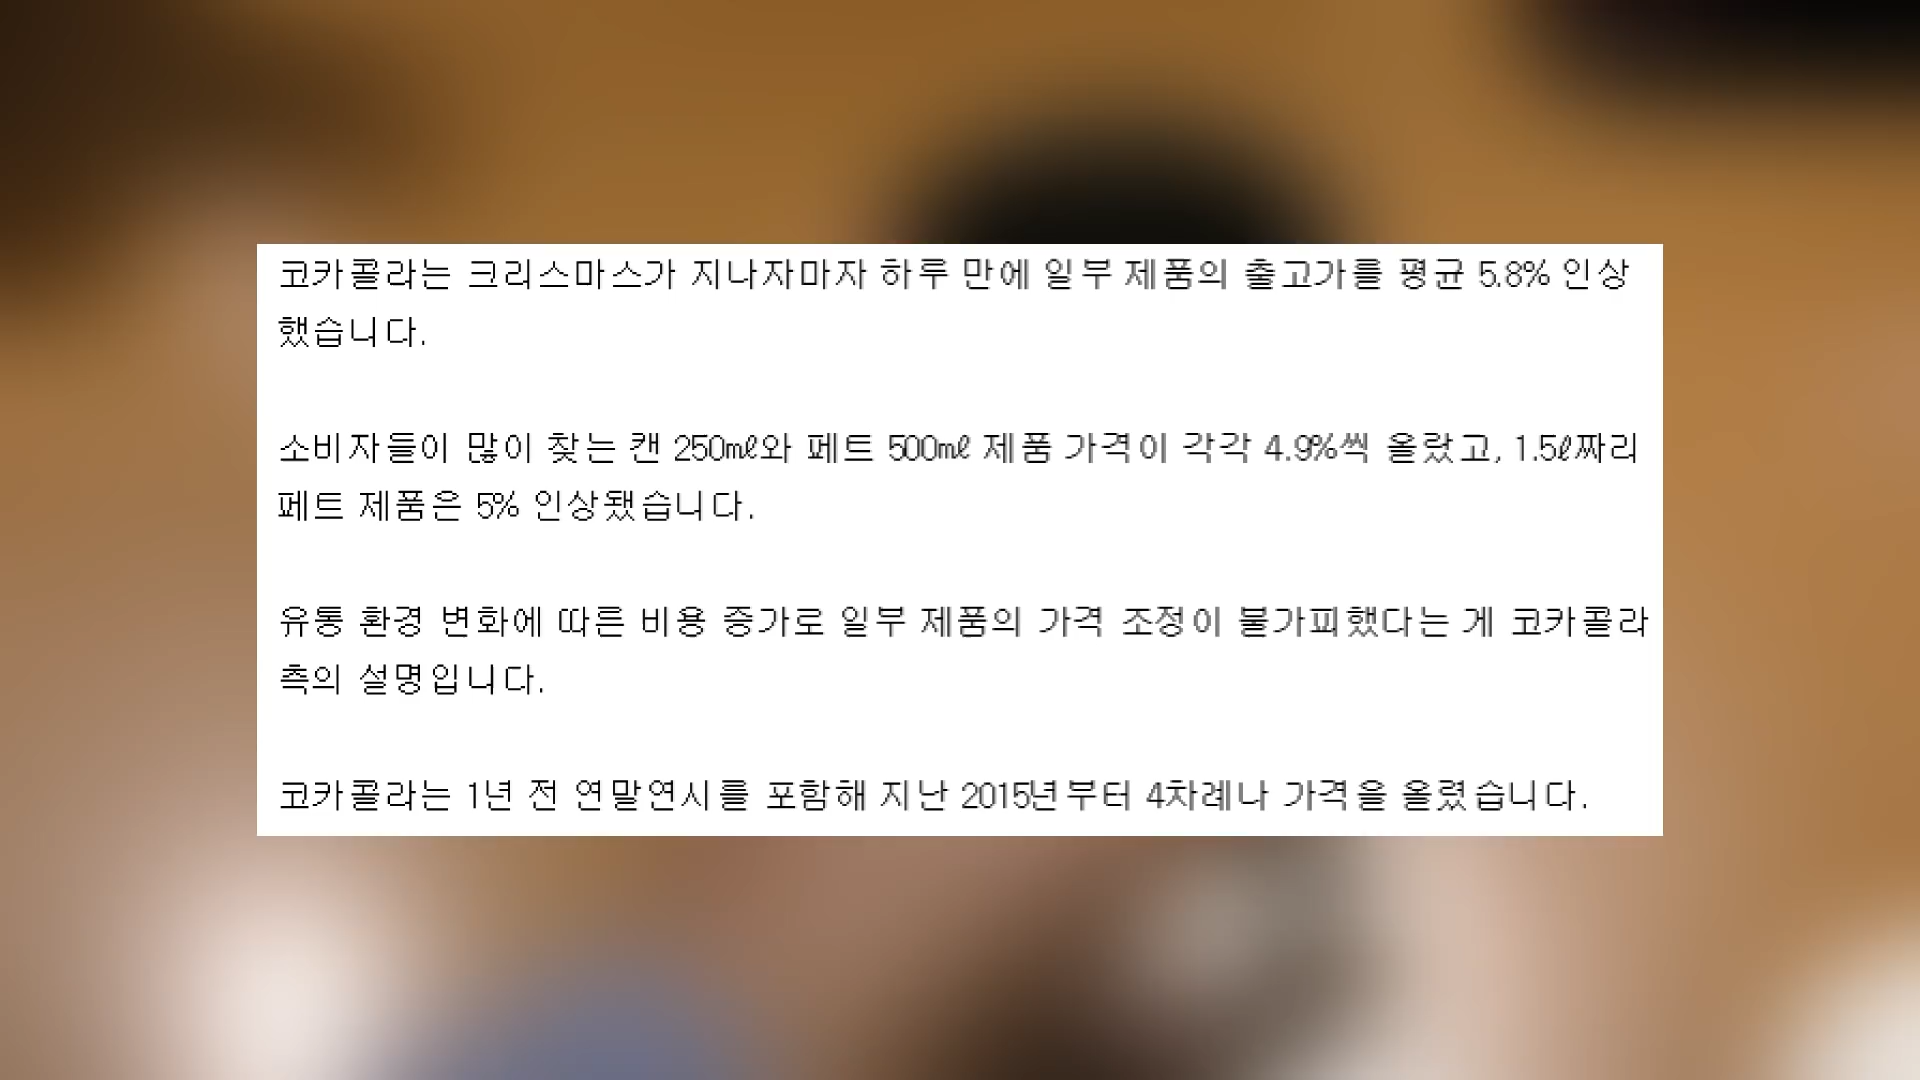 코카콜라는 크리스마스가 지나자마자 하루 만에 일부 제품의 출고가를 평균 5.8% 인상
했습니다.
소비자들이 많이 찾는 캔 250㎖와 페트 500㎖ 제품 가격이 각각 4.9%씩 올랐고, 1.5ℓ짜리
페트 제품은 5% 인상됐습니다.
유통 환경 변화에 따른 비용 증가로 일부 제품의 가격 조정이 불가피했다는 게 코카콜라
측의 설명입니다.
코카콜라는 1년 전 연말연시를 포함해 지난 2015년부터 4차례나 가격을 올렸습니다.